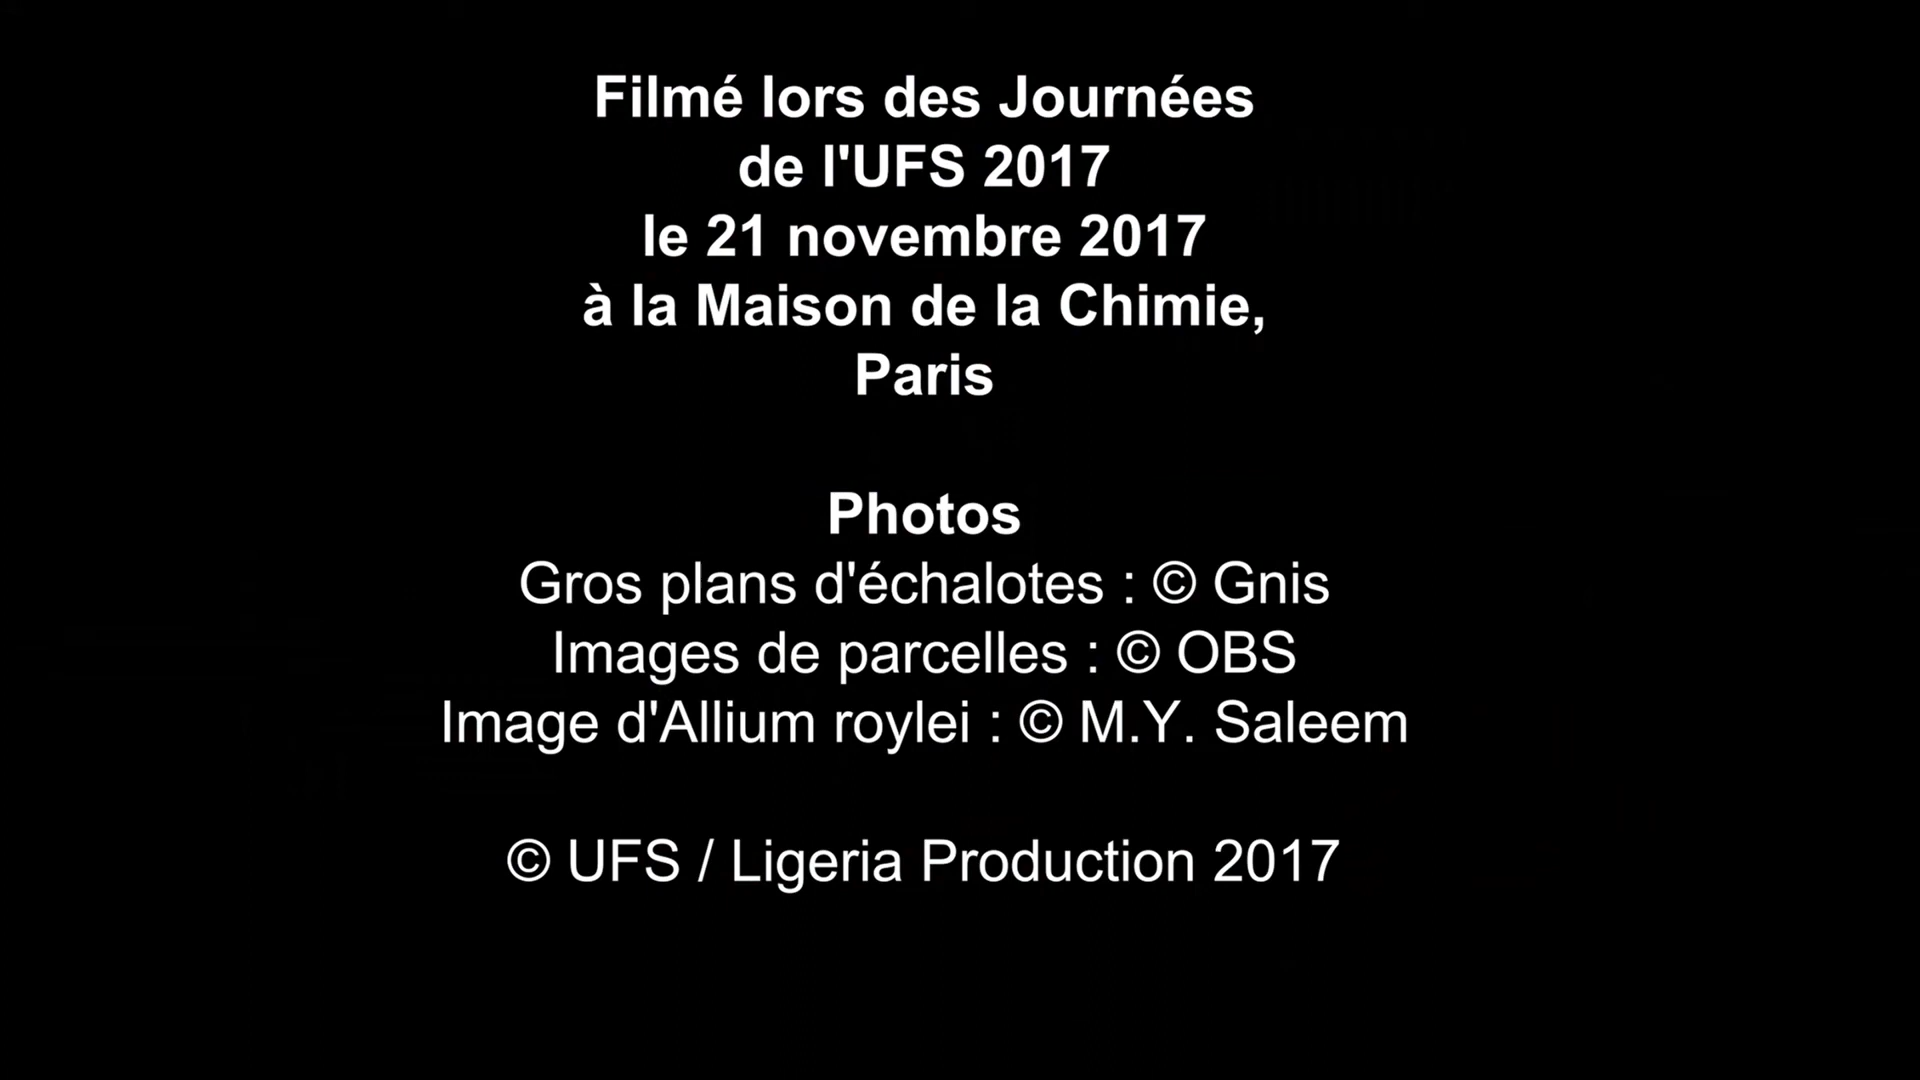 Filmé lors des Journées
de l'UFS 2017
le 21 novembre 2017
à la Maison de la Chimie,
Paris
Photos
Gros plans d'échalotes : © Gnis
Images de parcelles : © OBS
Image d'Allium roylei : © M.Y. Saleem
© UFS / Ligeria Production 2017